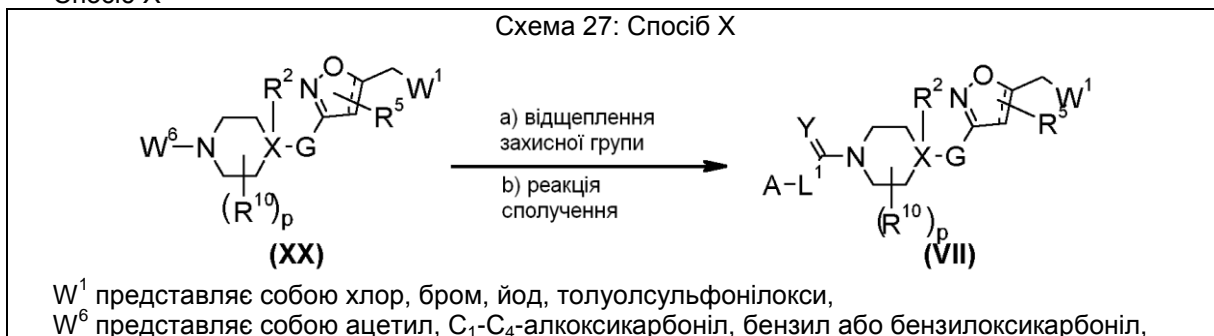 Спосіб X
Схема 27: Спосіб X
R² N O W¹ R⁵
W⁶ N X-G
(R¹⁰)p
(XX)
а) відщеплення
захисної групи
b) реакція
сполучення
R² N O W¹ R⁵
Y N X-G
A-L¹
(R¹⁰)p
(VII)
W¹ представляє собою хлор, бром, йод, толуолсульфонілокси,
W⁶ представляє собою ацетил, C₁-C₄-алкоксикарбоніл, бензил або бензилоксикарбоніл,